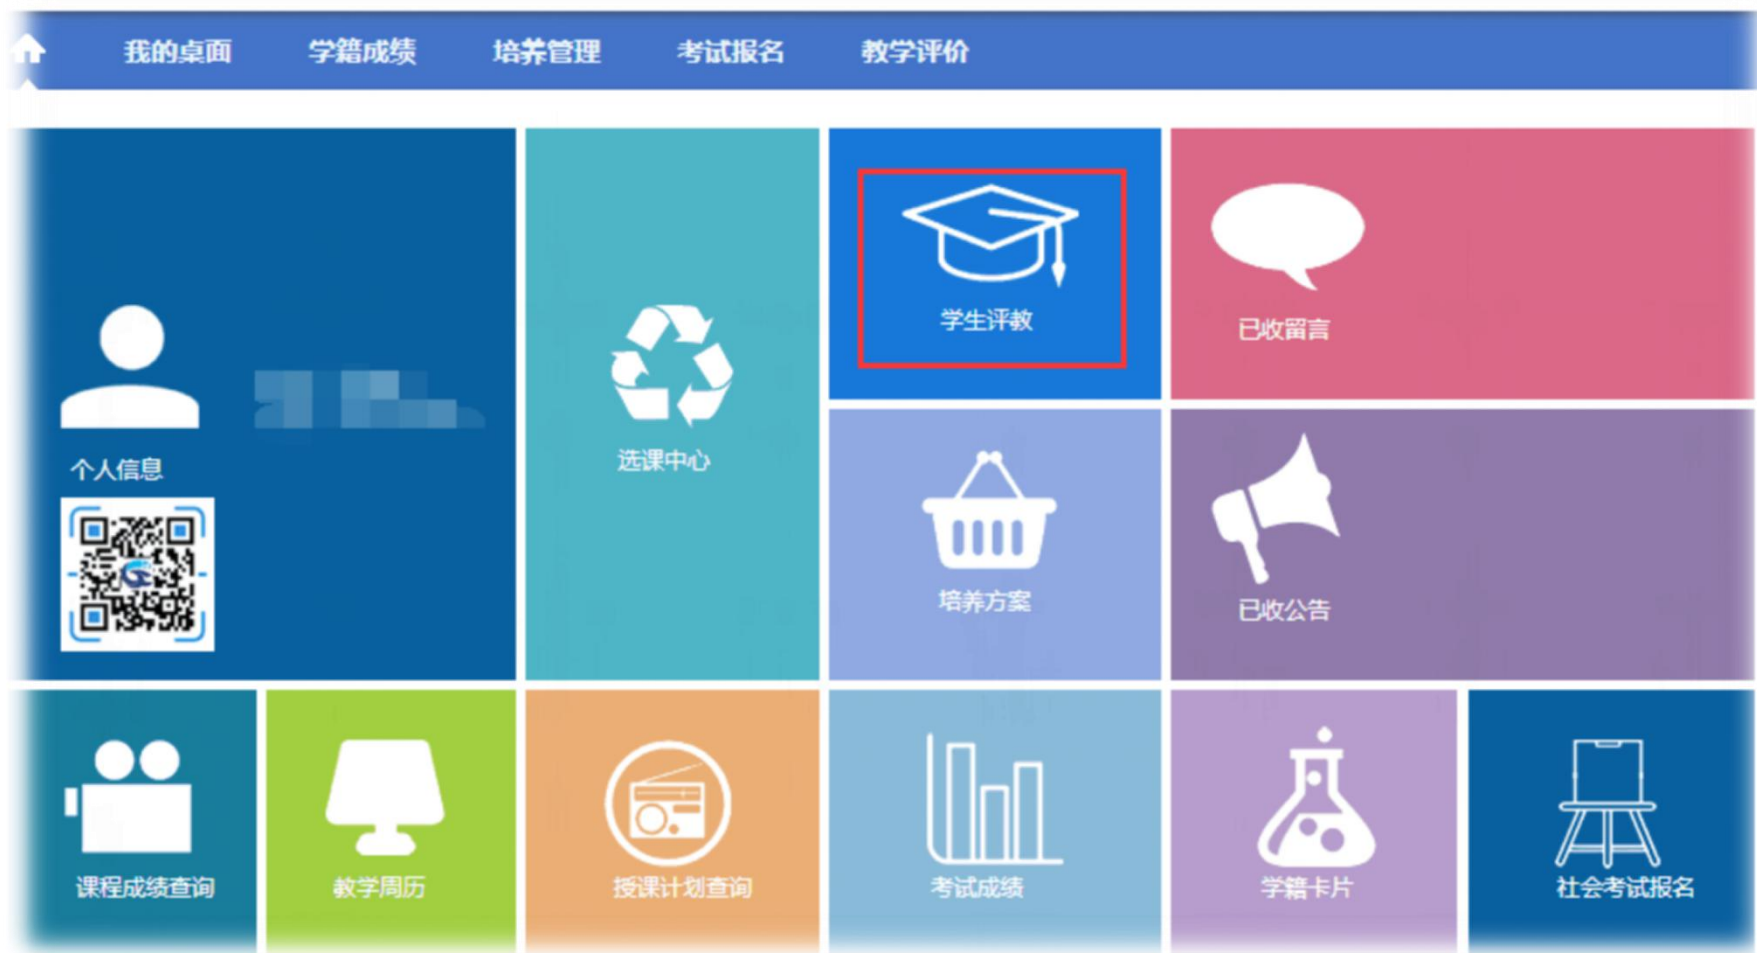 我的桌面 学籍成绩 培养管理 考试报名 教学评价
学生评教
已收留言
选课中心
个人信息
培养方案
已收公告
课程成绩查询
教学周历
授课计划查询
考试成绩
学籍卡片
社会考试报名